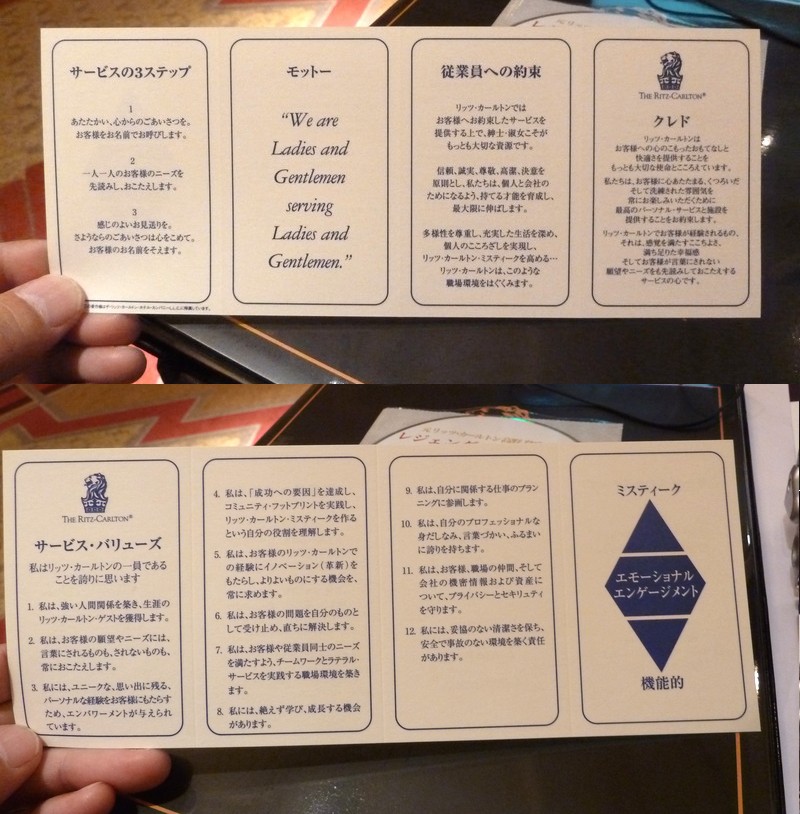 サービスの3ステップ
1
あたたかい、心からのごあいさつを。
お客様をお名前でお呼びします。
2
一人一人のお客様のニーズを
先読みし、おこたえします。
3
感じのよいお見送りを。
さようならのごあいさつは心をこめて。
お客様のお名前をそえます。
モットー
“We are
Ladies and
Gentlemen
serving
Ladies and
Gentlemen.”
従業員への約束
リッツ・カールトンでは
お客様へお約束したサービスを
提供する上で、紳士・淑女こそが
もっとも大切な資源です。
信頼、誠実、尊敬、高潔、決意を
原則とし、私たちは、個人と会社の
ためになるよう、持てる才能を育成し、
最大限に伸ばします。
多様性を尊重し、充実した生活を深め、
個人のこころざしを実現し、
リッツ・カールトン・ミスティークを高める…
リッツ・カールトンは、このような
職場環境をはぐくみます。
THE RITZ-CARLTON®
クレド
リッツ・カールトンは
お客様への心のこもったおもてなしと
快適さを提供することを
もっとも大切な使命とこころえています。
私たちは、お客様に心あたたまる、くつろいだ
そして洗練された雰囲気を
常にお楽しみいただくために
最高のパーソナル・サービスと施設を
提供することをお約束します。
リッツ・カールトンでお客様が経験されるもの、
それは、感覚を満たすここちよさ、
満ち足りた幸福感
そしてお客様が言葉にされない
願望やニーズをも先読みしておこたえする
サービスの心です。
THE RITZ-CARLTON®
サービス・バリューズ
私はリッツ・カールトンの一員である
ことを誇りに思います
1. 私は、強い人間関係を築き、生涯の
リッツ・カールトン・ゲストを獲得します。
2. 私は、お客様の願望やニーズには、
言葉にされるものも、されないものも、
常におこたえします。
3. 私には、ユニークな、思い出に残る、
パーソナルな経験をお客様にもたらす
ため、エンパワーメントが与えられ
ています。
4. 私は、「成功への要因」を達成し、
コミュニティ・フットプリントを実践し、
リッツ・カールトン・ミスティークを作る
という自分の役割を理解します。
5. 私は、お客様のリッツ・カールトンで
の経験にイノベーション(革新)を
もたらし、よりよいものにする機会を、
常に求めます。
6. 私は、お客様の問題を自分のものと
して受け止め、直ちに解決します。
7. 私は、お客様や従業員同士のニーズ
を満たすよう、チームワークとラテラル・
サービスを実践する職場環境を築き
ます。
8. 私には、絶えず学び、成長する機会
があります。
9. 私は、自分に関係する仕事のプラン
ニングに参画します。
10. 私は、自分のプロフェッショナルな
身だしなみ、言葉づかい、ふるまい
に誇りを持ちます。
11. 私は、お客様、職場の仲間、そして
会社の機密情報および資産に
ついて、プライバシーとセキュリティ
を守ります。
12. 私には、妥協のない清潔さを保ち、
安全で事故のない環境を築く責任
があります。
ミスティーク
エモーショナル
エンゲージメント
機能的